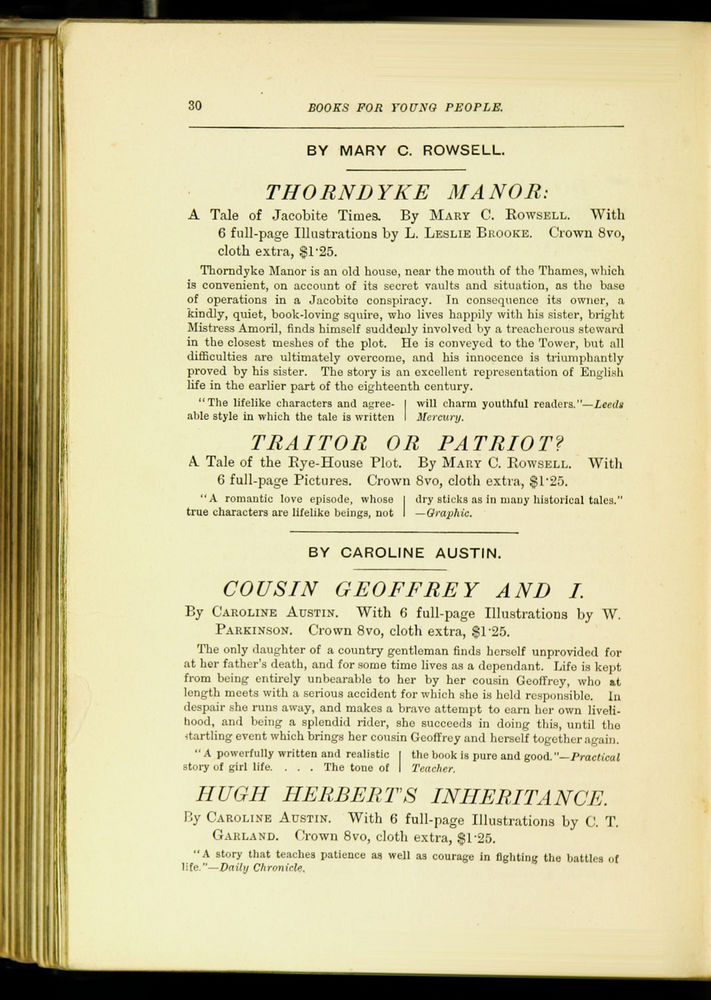 30 BOOKS FOR YOUNG PEOPLE.
BY MARY C. ROWSELL.
THORNDYKE MANOR:
A Tale of Jacobite Times. By MARY C. ROWSELL. With
6 full-page Illustrations by L. LESLIE BROOKE. Crown 8vo,
cloth extra, $1·25.
Thorndyke Manor is an old house, near the mouth of the Thames, which
is convenient, on account of its secret vaults and situation, as the base
of operations in a Jacobite conspiracy. In consequence its owner, a
kindly, quiet, book-loving squire, who lives happily with his sister, bright
Mistress Amoril, finds himself suddenly involved by a treacherous steward
in the closest meshes of the plot. He is conveyed to the Tower, but all
difficulties are ultimately overcome, and his innocence is triumphantly
proved by his sister. The story is an excellent representation of English
life in the earlier part of the eighteenth century.
"The lifelike characters and agree-
able style in which the tale is written
will charm youthful readers."—Leeds
Mercury.
TRAITOR OR PATRIOT?
A Tale of the Rye-House Plot. By MARY C. ROWSELL. With
6 full-page Pictures. Crown 8vo, cloth extra, $1·25.
"A romantic love episode, whose
true characters are lifelike beings, not
dry sticks as in many historical tales."
—Graphic.
BY CAROLINE AUSTIN.
COUSIN GEOFFREY AND I.
By CAROLINE AUSTIN. With 6 full-page Illustrations by W.
PARKINSON. Crown 8vo, cloth extra, $1·25.
The only daughter of a country gentleman finds herself unprovided for
at her father's death, and for some time lives as a dependant. Life is kept
from being entirely unbearable to her by her cousin Geoffrey, who at
length meets with a serious accident for which she is held responsible. In
despair she runs away, and makes a brave attempt to earn her own liveli-
hood, and being a splendid rider, she succeeds in doing this, until the
startling event which brings her cousin Geoffrey and herself together again.
"A powerfully written and realistic
story of girl life. . . . The tone of
the book is pure and good."—Practical
Teacher.
HUGH HERBERT'S INHERITANCE.
By CAROLINE AUSTIN. With 6 full-page Illustrations by C. T.
GARLAND. Crown 8vo, cloth extra, $1·25.
"A story that teaches patience as well as courage in fighting the battles of
life."—Daily Chronicle.